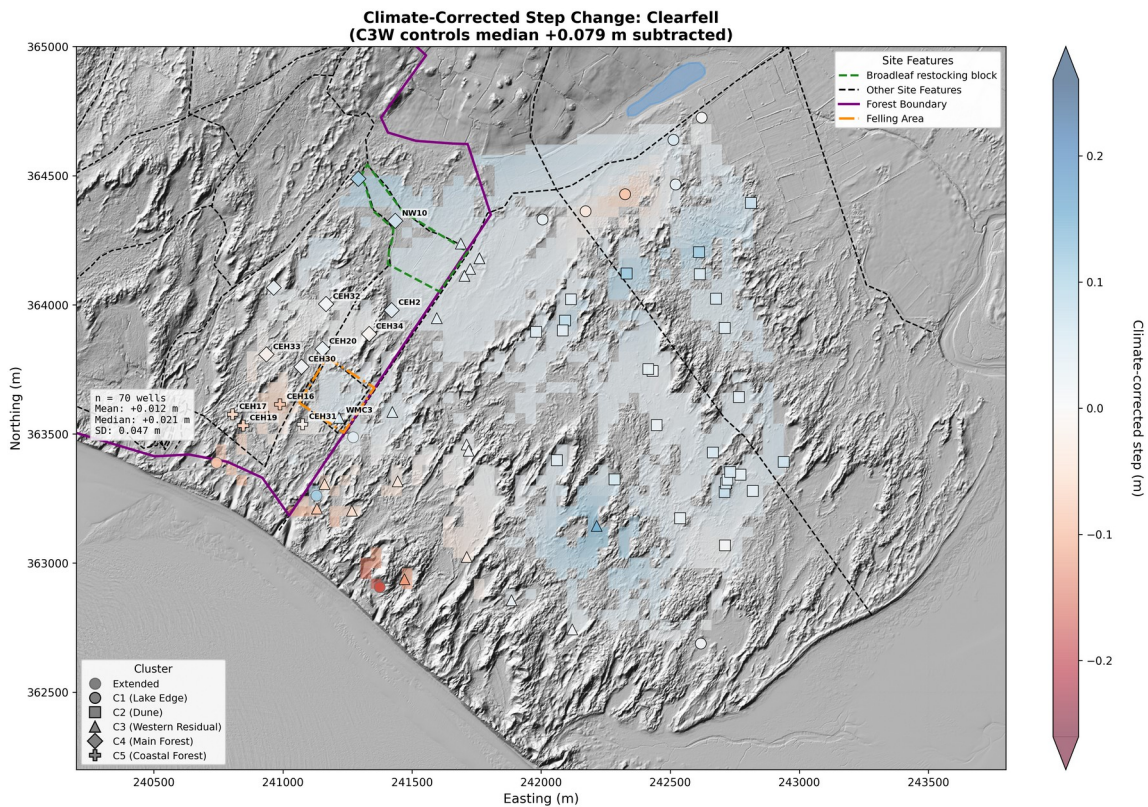 Climate-Corrected Step Change: Clearfell
(C3W controls median +0.079 m subtracted)
365000
364500
364000
363500
363000
362500
Northing (m)
240500
241000
241500
242000
242500
243000
243500
Easting (m)
Site Features
Broadleaf restocking block
Other Site Features
Forest Boundary
Felling Area
NW10
CEH32
CEH2
CEH34
CEH20
CEH33
CEH30
CEH16
CEH17
CEH19
CEH31
WMC3
n = 70 wells
Mean: +0.012 m
Median: +0.021 m
SD: 0.047 m
Cluster
Extended
C1 (Lake Edge)
C2 (Dune)
C3 (Western Residual)
C4 (Main Forest)
C5 (Coastal Forest)
0.2
0.1
0.0
−0.1
−0.2
Climate-corrected step (m)